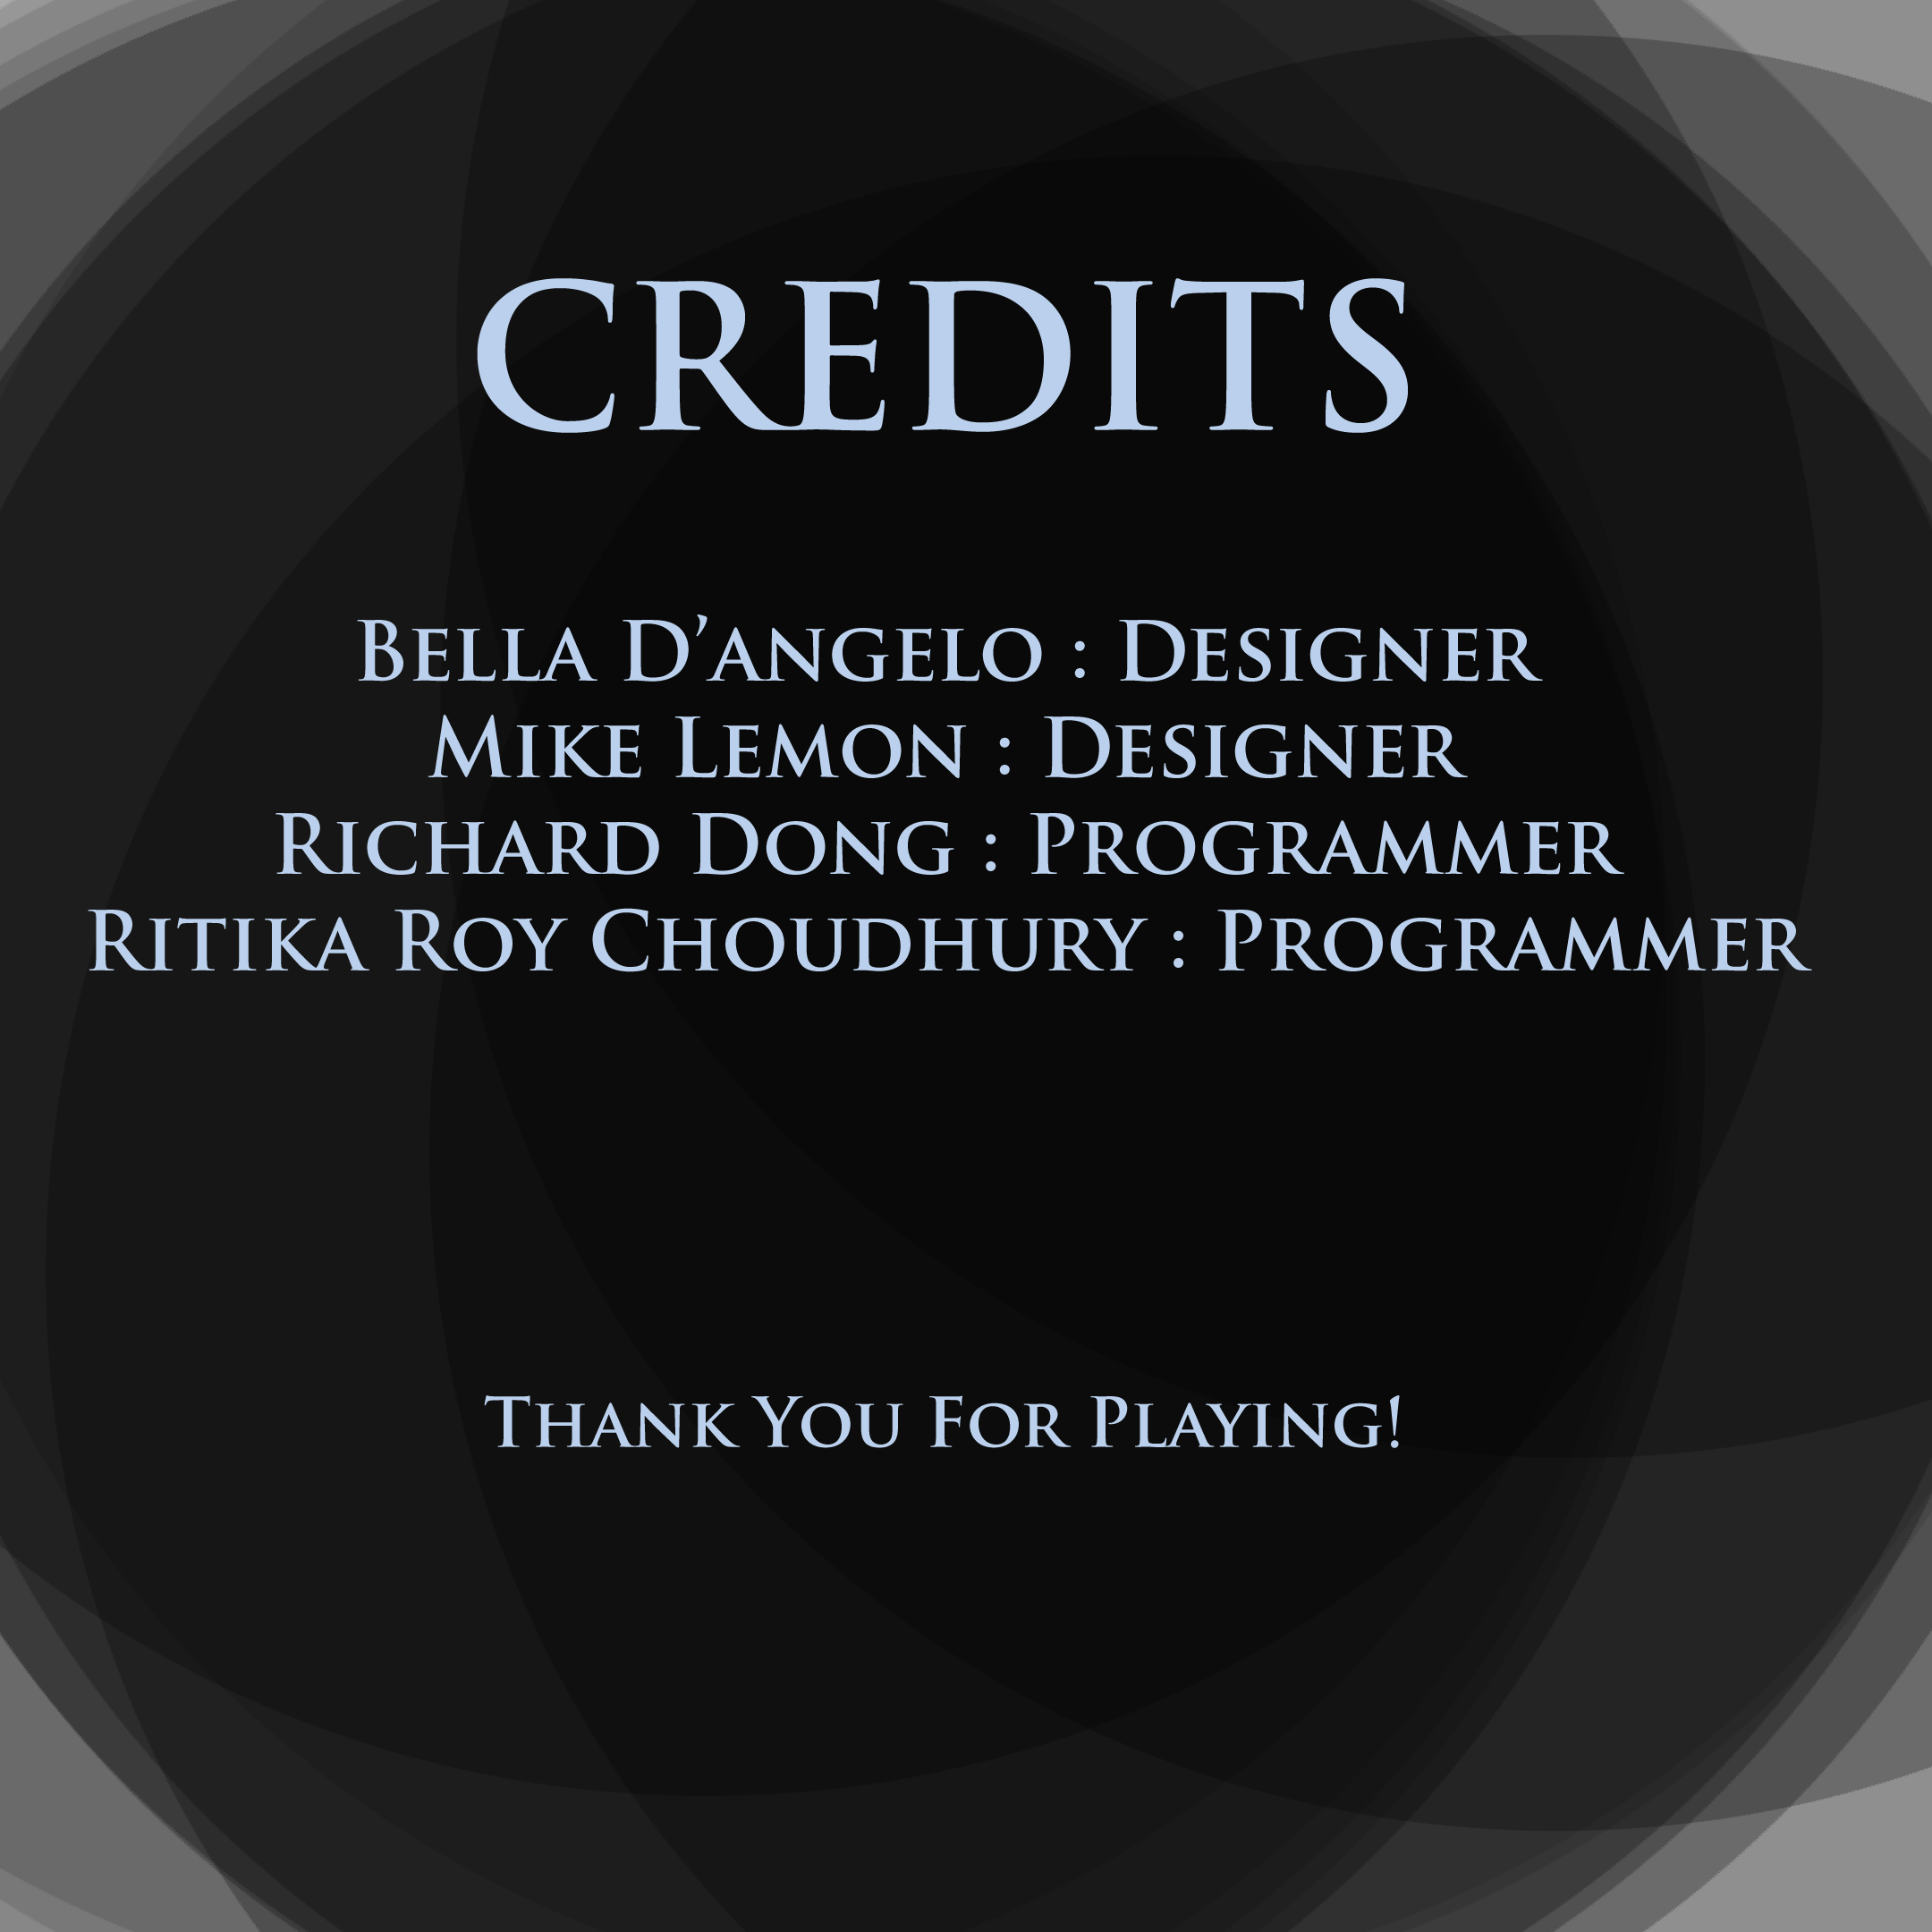 CREDITS
Bella D’angelo : Designer
Mike Lemon : Designer
Richard Dong : Programmer
Ritika Roy Choudhury : Programmer
Thank You For Playing!